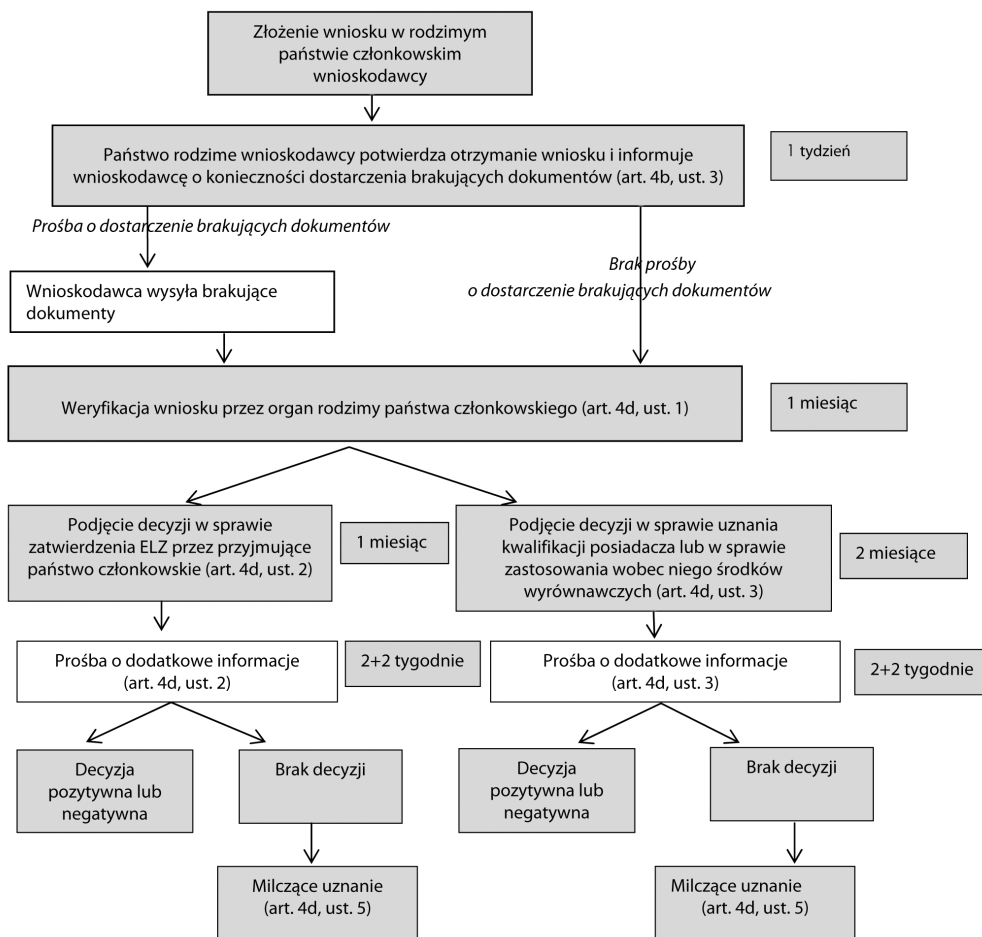 Złożenie wniosku w rodzimym
państwie członkowskim
wnioskodawcy
Państwo rodzime wnioskodawcy potwierdza otrzymanie wniosku i informuje
wnioskodawcę o konieczności dostarczenia brakujących dokumentów (art. 4b, ust. 3)
1 tydzień
Prośba o dostarczenie brakujących dokumentów
Brak prośby
o dostarczenie brakujących dokumentów
Wnioskodawca wysyła brakujące
dokumenty
Weryfikacja wniosku przez organ rodzimy państwa członkowskiego (art. 4d, ust. 1)
1 miesiąc
Podjęcie decyzji w sprawie
zatwierdzenia ELZ przez przyjmujące
państwo członkowskie (art. 4d, ust. 2)
1 miesiąc
Podjęcie decyzji w sprawie uznania
kwalifikacji posiadacza lub w sprawie
zastosowania wobec niego środków
wyrównawczych (art. 4d, ust. 3)
2 miesiące
Prośba o dodatkowe informacje
(art. 4d, ust. 2)
2+2 tygodnie
Prośba o dodatkowe informacje
(art. 4d, ust. 3)
2+2 tygodnie
Decyzja
pozytywna lub
negatywna
Brak decyzji
Decyzja
pozytywna lub
negatywna
Brak decyzji
Milczące uznanie
(art. 4d, ust. 5)
Milczące uznanie
(art. 4d, ust. 5)